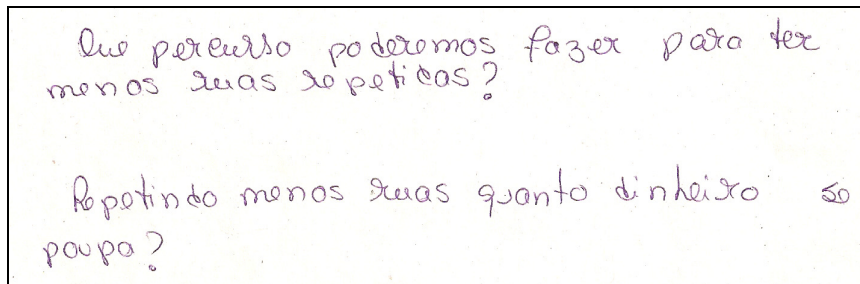 Que percurso poderemos fazer para ter
menos ruas repetidas?
Repetindo menos ruas quanto dinheiro se
poupa?